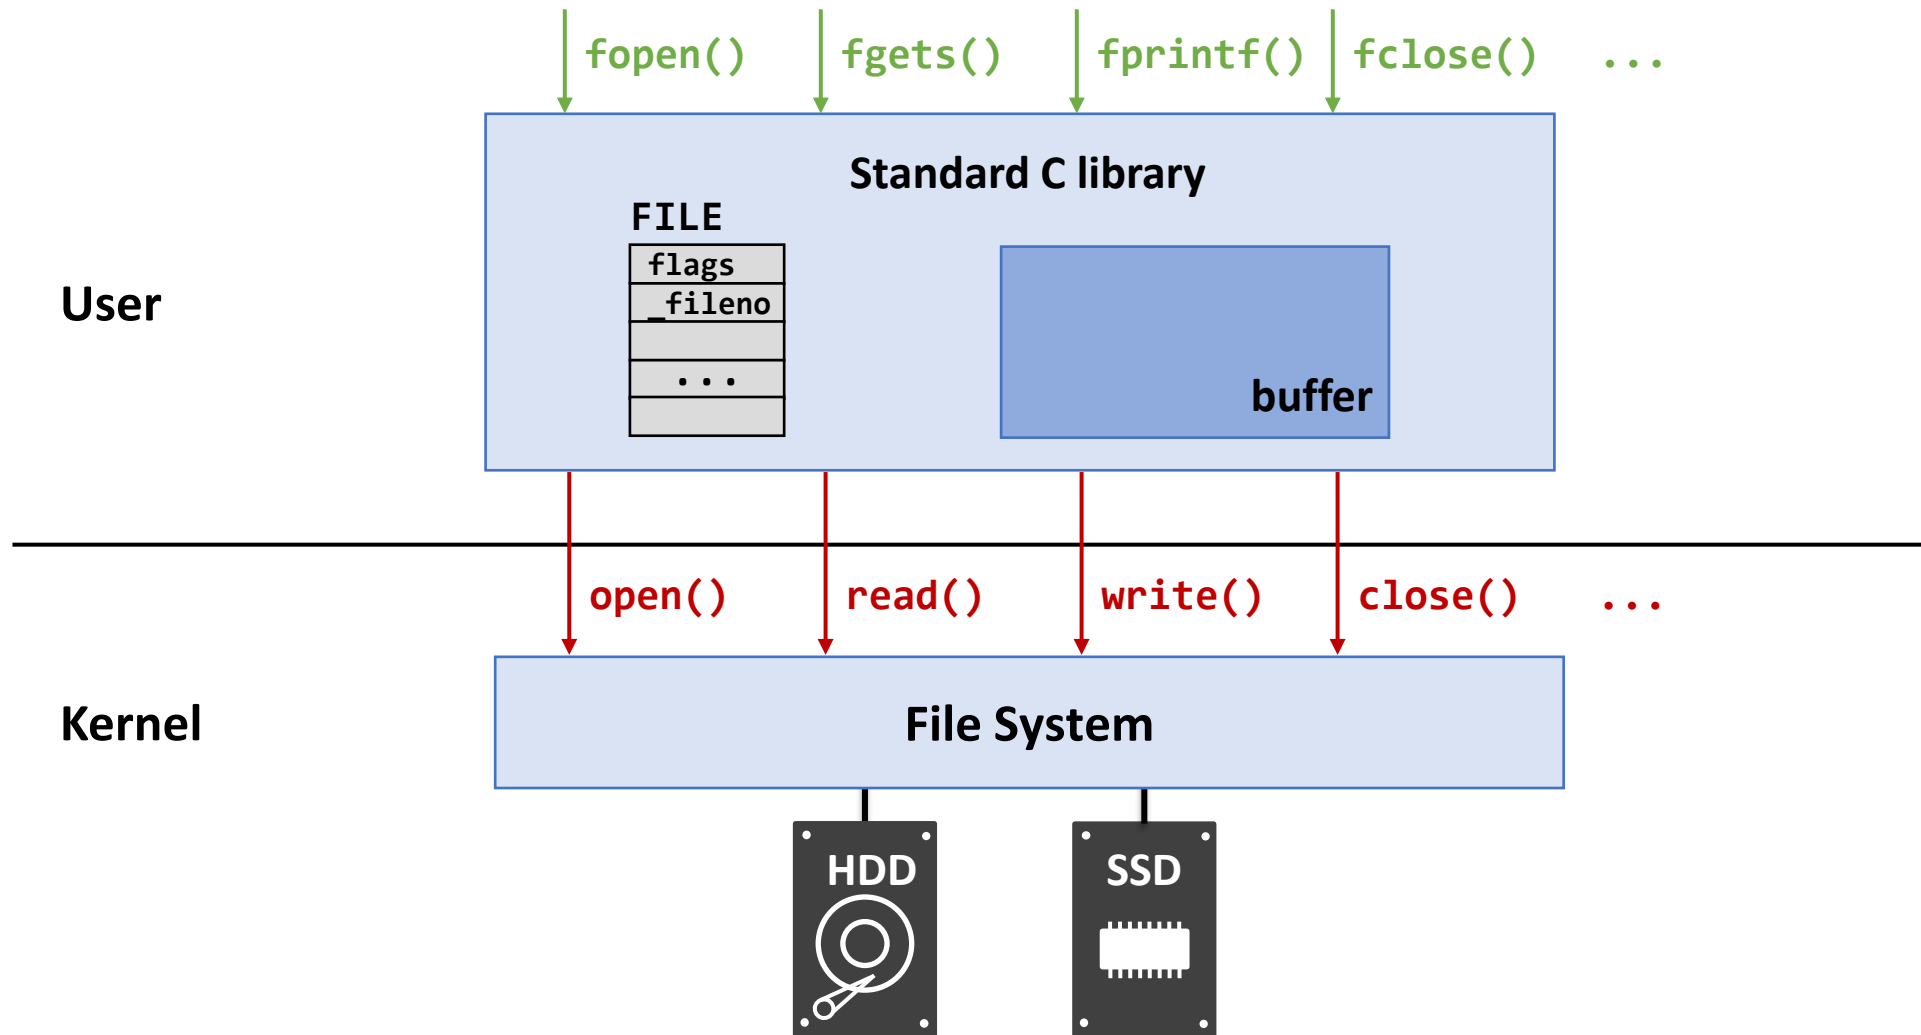 fopen() fgets() fprintf() fclose() ...
Standard C library
FILE
flags
_fileno
...
buffer
User
open() read() write() close() ...
Kernel
File System
HDD SSD